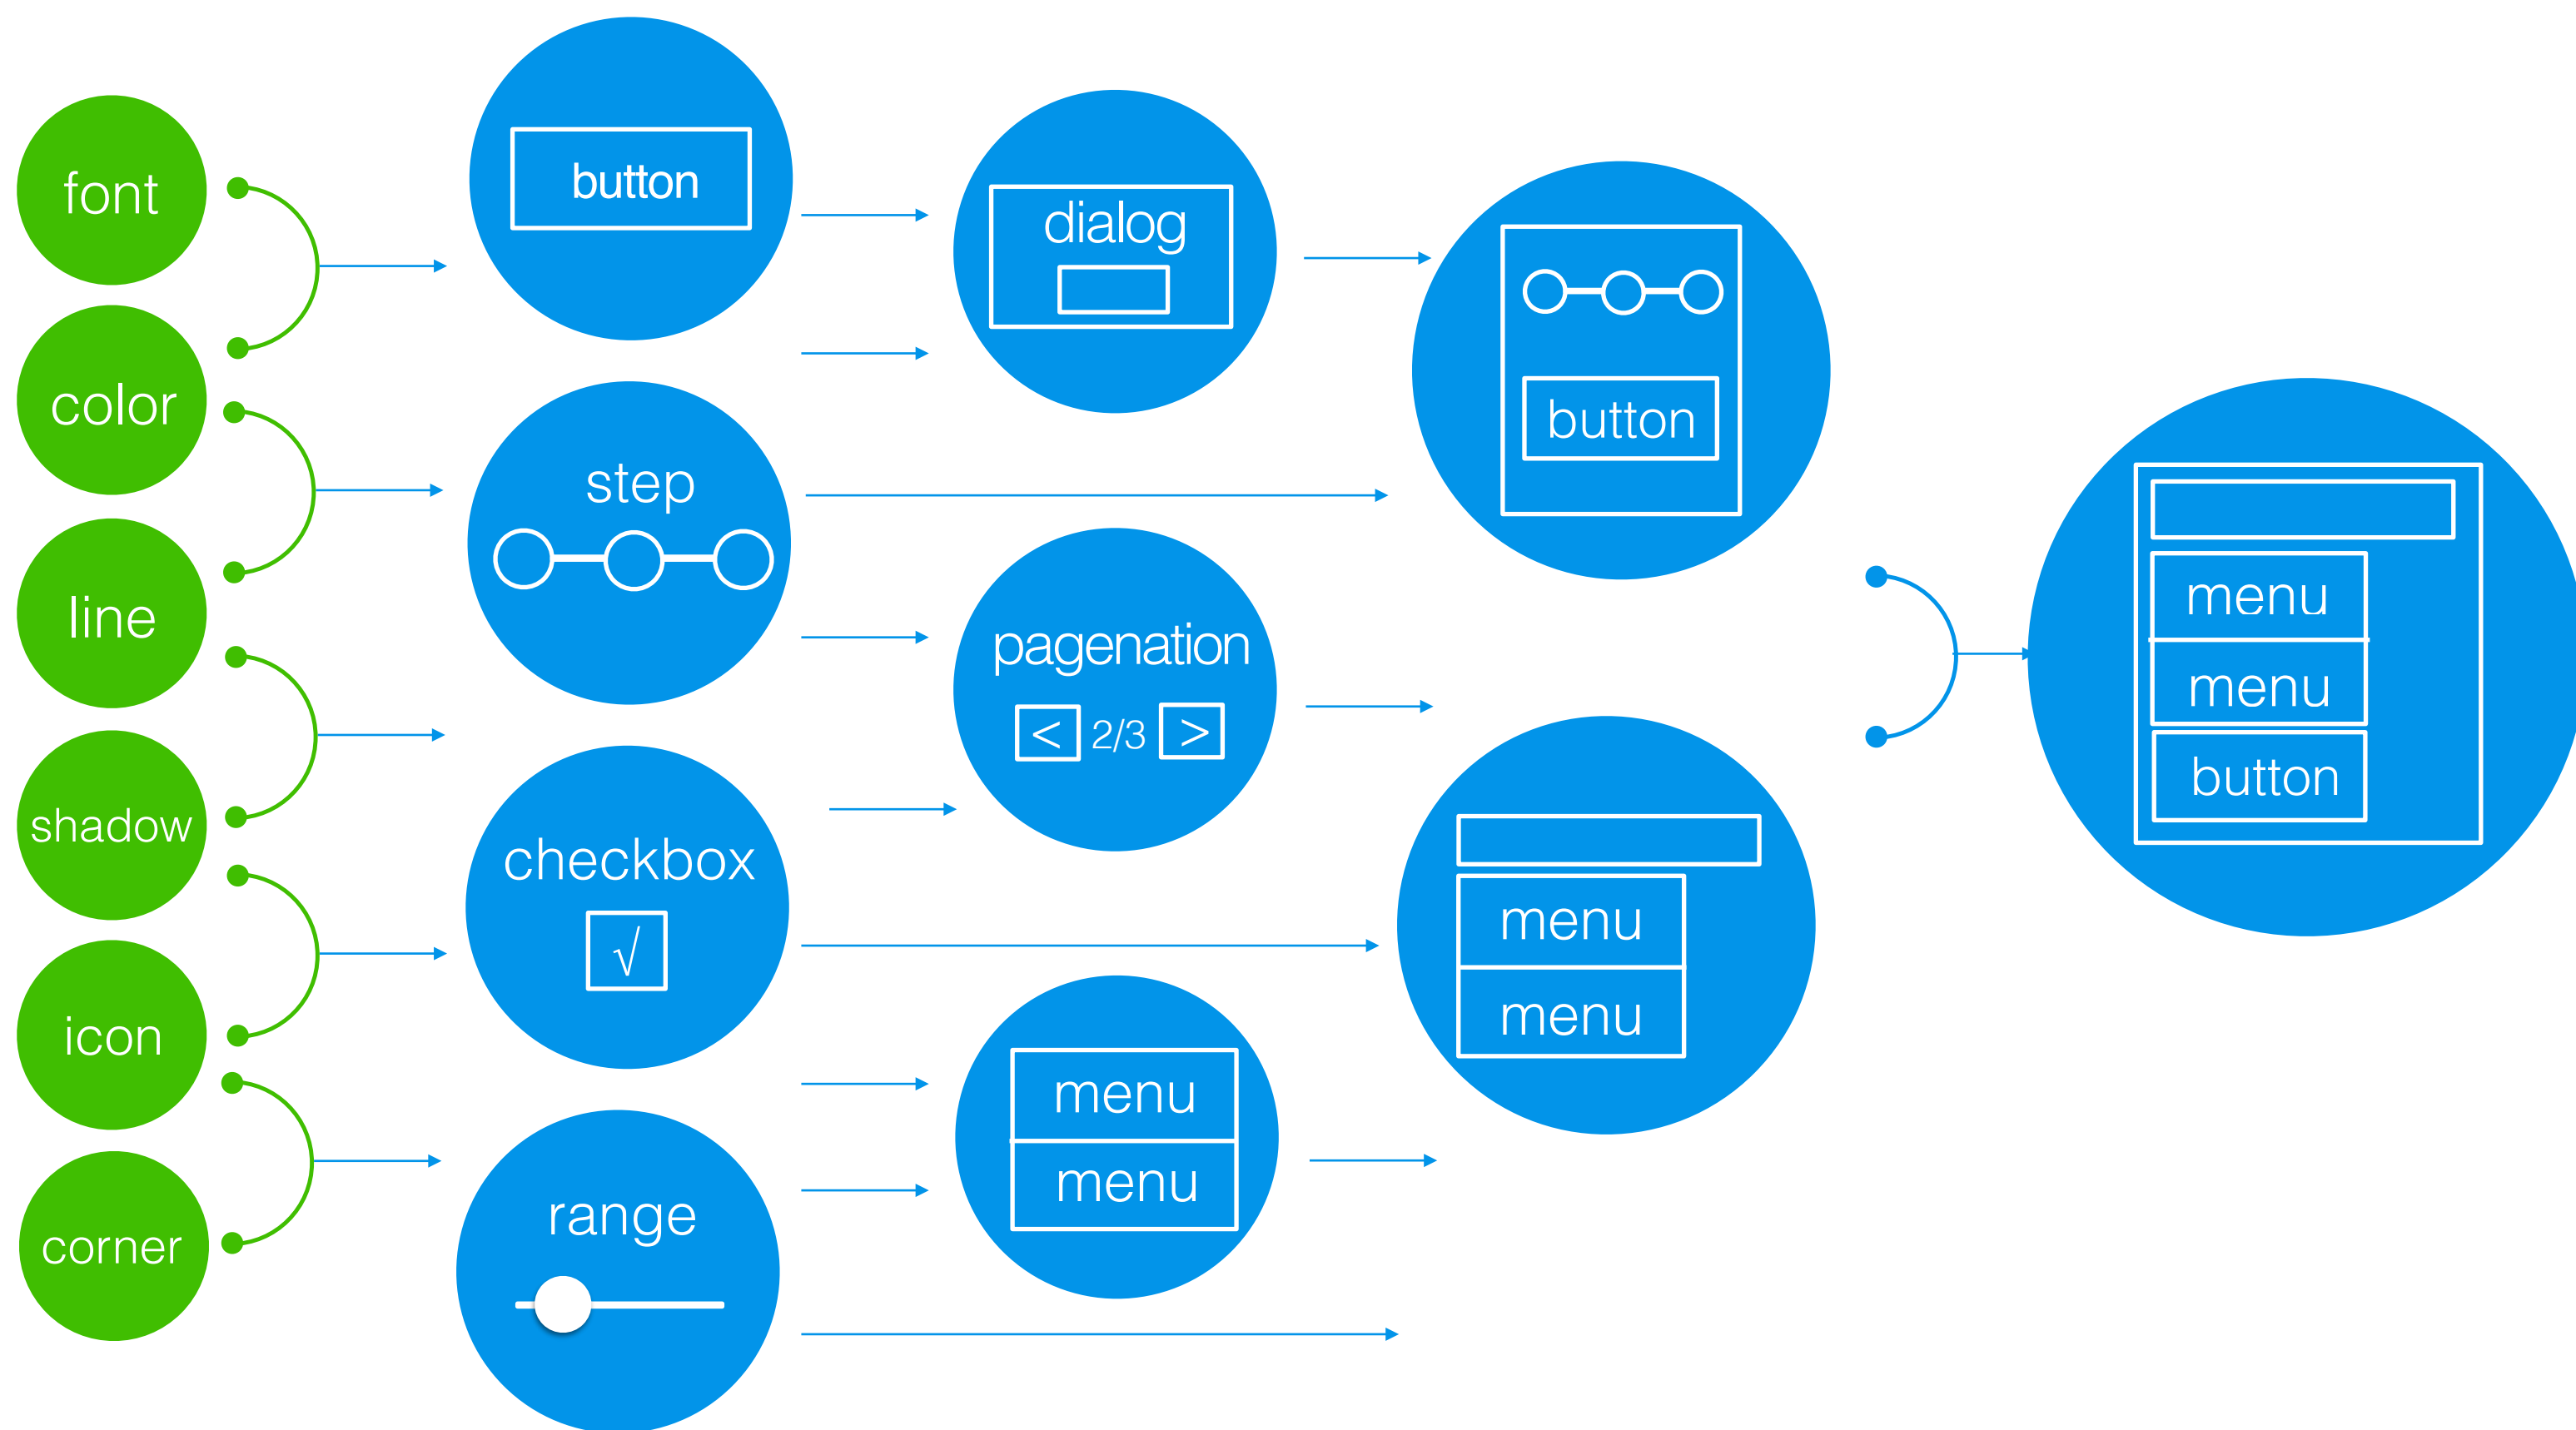 font
color
line
shadow
icon
corner
button
step
checkbox
√
range
dialog
pagenation
< 2/3 >
menu
menu
button
menu
menu
menu
menu
button